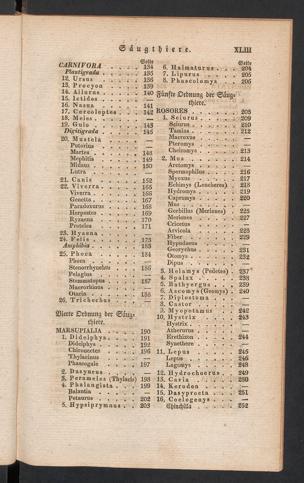 Säugthiere. XLIII
Seite
CARNIVORA 134
Plantigrada 135
12. Ursus 136
13. Procyon 139
14. Ailurus 140
15. Ictides —
16. Nasua 141
17. Cercoleptes 142
18. Meles —
19. Gulo 143
Digitigrada 145
20. Mustela —
Putorius —
Martes 148
Mephitis 149
Midaus 150
Lutra —
21. Canis 152
22. Viverra 165
Viverra 166
Genetta 167
Paradoxurus 168
Herpestes 169
Ryzaena 170
Proteles 171
23. Hyaena —
24. Felis 173
Amphibia 183
25. Phoca 184
Phoca —
Stenorrhynchus 186
Pelagius —
Stemmatopus 187
Macrorhinus —
Otaria 188
26. Trichechus —
Vierte Ordnung der Säug-
thiere.
MARSUPIALIA 190
1. Didelphys 191
Didelphys 192
Chironectes 196
Thylacinus —
Phascogale 197
2. Dasyurus —
3. Perameles (Thylacis) 198
4. Phalangista 199
Balantia —
Petaurus 202
5. Hypsiprymnus 203
Seite
6. Halmaturus 204
7. Lipurus 205
8. Phascolomys 206
Fünfte Ordnung der Säug-
thiere.
ROSORES 208
1. Sciurus 209
Sciurus 210
Tamias 212
Macroxus —
Pteromys —
Cheiromys 213
2. Mus 214
Arctomys —
Spermophilus 216
Myoxus 217
Echimys (Loncheres) 218
Hydromys 219
Capromys 220
Mus —
Gerbillus (Meriones) 225
Meriones 227
Cricetus —
Arvicola 228
Fiber 229
Hypudaeus —
Georychus 231
Otomys 232
Dipus —
3. Helamys (Pedetes) 237
4. Spalax 238
5. Bathyergus 239
6. Ascomys (Geomys) 240
7. Diplostoma —
8. Castor —
9. Myopotamus 242
10. Hystrix 243
Hystrix —
Atherurus —
Erethizon 244
Synethere —
11. Lepus 245
Lepus 246
Lagomys 248
12. Hydrochoerus 249
13. Cavia 250
14. Kerodon —
15. Dasyprocta 251
16. Coelogenys —
Chinchilla 252